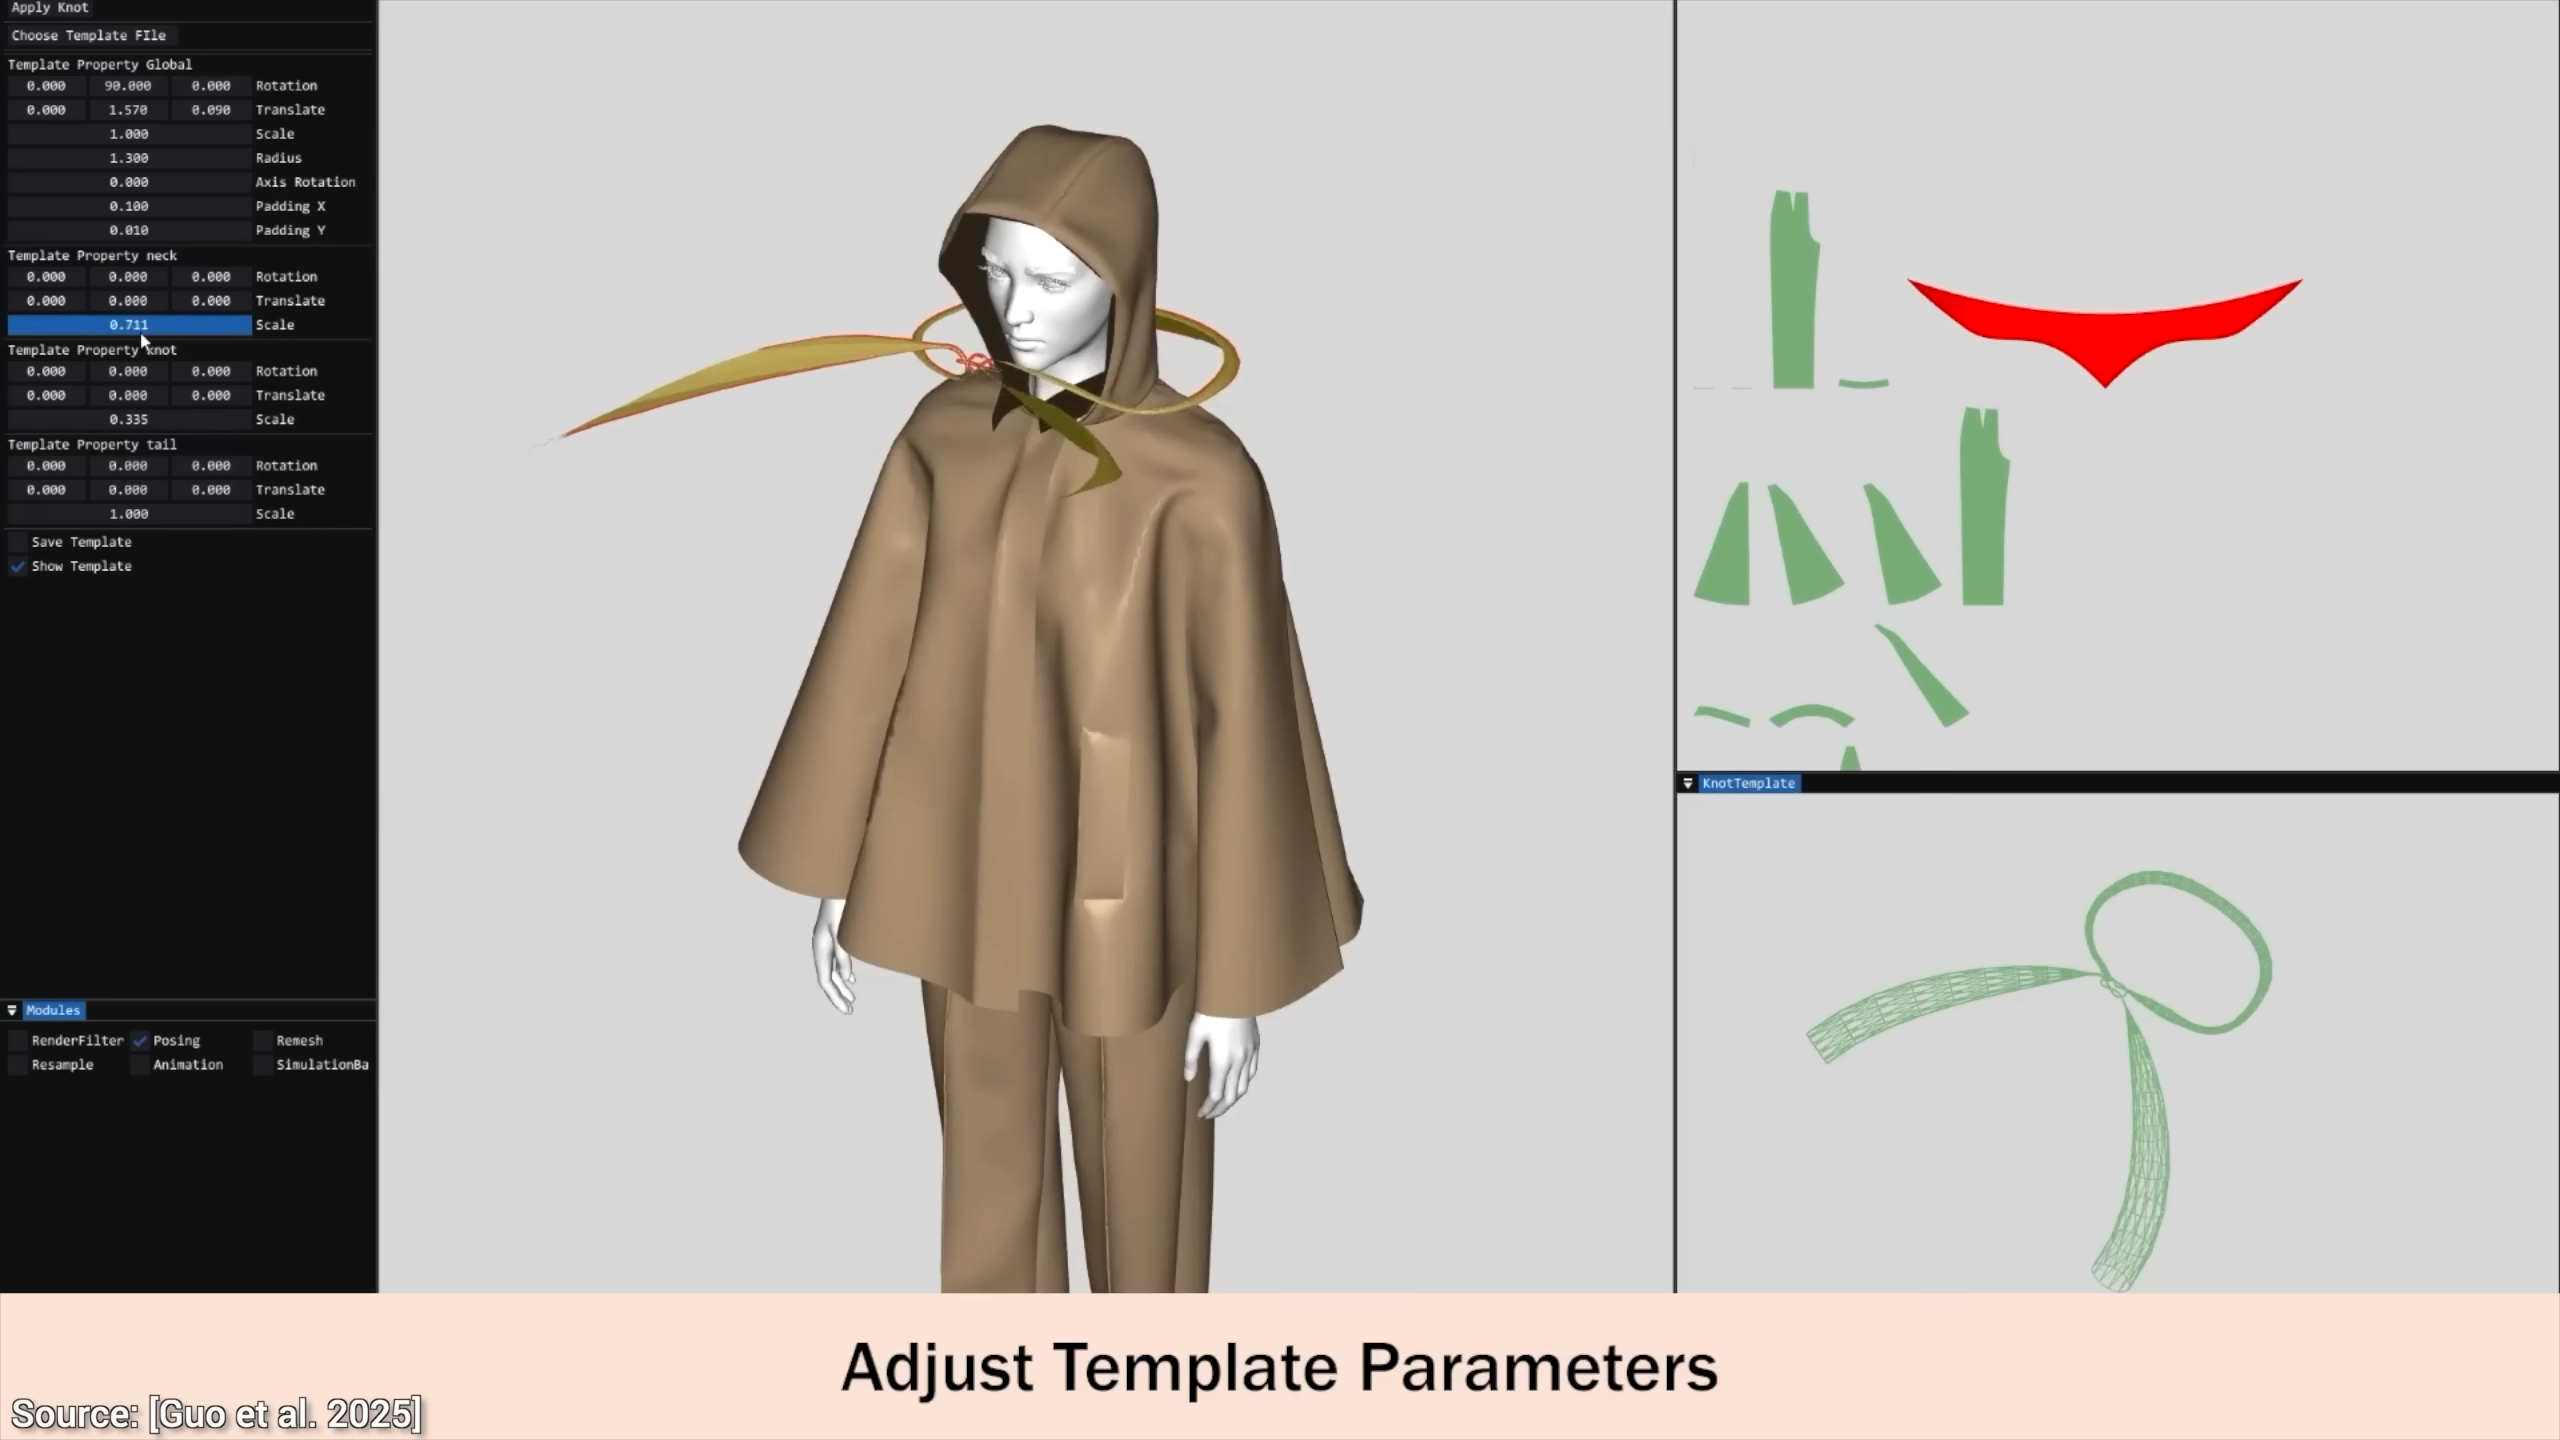 Apply Knot
Choose Template FIle
Template Property Global
0.000 90.000 0.000 Rotation
0.000 1.570 0.090 Translate
1.000 Scale
1.300 Radius
0.000 Axis Rotation
0.100 Padding X
0.010 Padding Y
Template Property neck
0.000 0.000 0.000 Rotation
0.000 0.000 0.000 Translate
0.711 Scale
Template Property knot
0.000 0.000 0.000 Rotation
0.000 0.000 0.000 Translate
0.335 Scale
Template Property tail
0.000 0.000 0.000 Rotation
0.000 0.000 0.000 Translate
1.000 Scale
Save Template
Show Template
Modules
RenderFilter Posing Remesh
Resample Animation SimulationBa
KnotTemplate
Adjust Template Parameters
Source: [Guo et al. 2025]